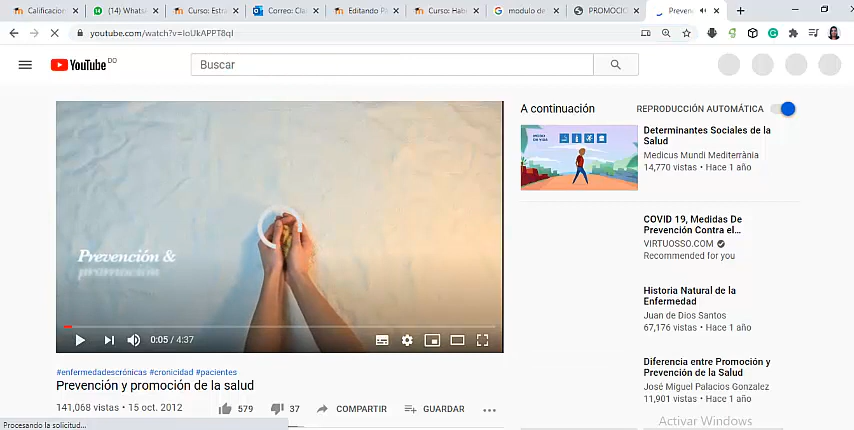 Calificacion
(14) Whats
Curso: Estra
Correo: Cla
Editando Pl
Curso: Hab
modulo de
PROMOCIO
Preven
youtube.com/watch?v=IoUkAPPT8qI
YouTube DO
Buscar
A continuación
REPRODUCCIÓN AUTOMÁTICA
Prevención &
promoción
0:05 / 4:37
#enfermedadescrónicas #cronicidad #pacientes
Prevención y promoción de la salud
141,068 vistas • 15 oct. 2012
579
37
COMPARTIR
GUARDAR
Determinantes Sociales de la
Salud
Medicus Mundi Mediterrània
14,770 vistas • Hace 1 año
COVID 19, Medidas De
Prevención Contra el...
VIRTUOSSO.COM
Recommended for you
Historia Natural de la
Enfermedad
Juan de Dios Santos
67,176 vistas • Hace 1 año
Diferencia entre Promoción y
Prevención de la Salud
José Miguel Palacios Gonzalez
11,901 vistas • Hace 1 año
Activar Windows
Procesando la solicitud...